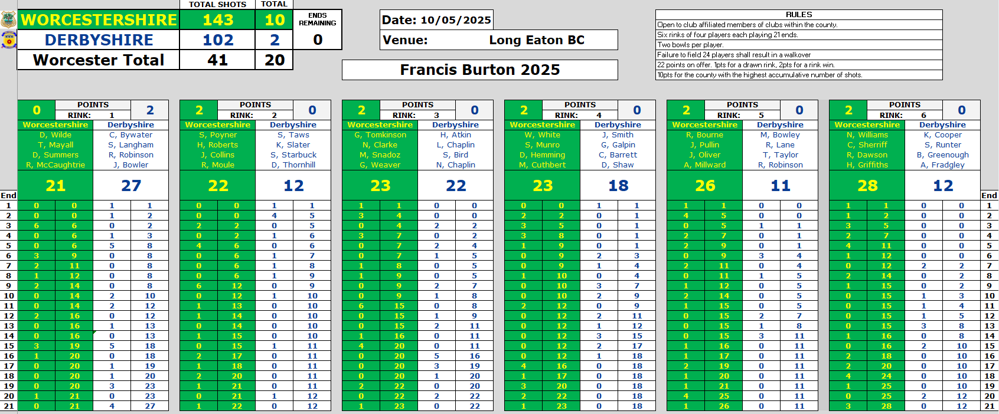 TOTAL SHOTS TOTAL
WORCESTERSHIRE 143 10 ENDS REMAINING
DERBYSHIRE 102 2 0
Worcester Total 41 20
Date: 10/05/2025
Venue: Long Eaton BC
Francis Burton 2025
RULES
Open to club affiliated members of clubs within the county.
Six rinks of four players each playing 21 ends.
Two bowls per player.
Failure to field 24 players shall result in a walkover
22 points on offer. 1pts for a drawn rink, 2pts for a rink win.
10pts for the county with the highest accumulative number of shots.
0 POINTS 2 2 POINTS 0 2 POINTS 0 2 POINTS 0 2 POINTS 0 2 POINTS 0
RINK: 1 RINK: 2 RINK: 3 RINK: 4 RINK: 5 RINK: 6
Worcestershire Derbyshire Worcestershire Derbyshire Worcestershire Derbyshire Worcestershire Derbyshire Worcestershire Derbyshire Worcestershire Derbyshire
D, Wilde C, Bywater S, Poyner S, Taws G, Tomkinson H, Atkin W, White J, Smith R, Bourne M, Bowley N, Williams K, Cooper
T, Mayall S, Langham H, Roberts K, Slater N, Clarke L, Chaplin S, Munro G, Galpin J, Pullin R, Lane C, Sherriff S, Runter
D, Summers R, Robinson J, Collins S, Starbuck M, Snadoz S, Bird D, Hemming C, Barrett J, Oliver T, Taylor R, Dawson B, Greenough
R, McCaughtrie J, Bowler R, Moule D, Thornhill G, Weaver N, Chaplin M, Cuthbert D, Shaw A, Millward R, Robinson H, Griffiths A, Fradgley
21 27 22 12 23 22 23 18 26 11 28 12
End End
1 0 0 1 1 0 0 1 1 1 1 0 0 0 0 1 1 1 1 0 0 1 1 0 0 1
2 0 0 1 2 0 0 4 5 3 4 0 0 2 2 0 1 4 5 0 0 1 2 0 0 2
3 6 6 0 2 2 2 0 5 0 4 2 2 3 5 0 1 0 5 1 1 3 5 0 0 3
4 0 6 1 3 0 2 1 6 3 7 0 2 3 8 0 1 2 7 0 1 2 7 0 0 4
5 0 6 5 8 4 6 0 6 0 7 2 4 1 9 0 1 2 9 0 1 4 11 0 0 5
6 3 9 0 8 0 6 1 7 0 7 1 5 0 9 2 3 0 9 3 4 1 12 0 0 6
7 2 11 0 8 0 6 1 8 1 8 0 5 0 9 1 4 2 11 0 4 0 12 2 2 7
8 1 12 0 8 0 6 1 9 1 9 0 5 1 10 0 4 0 11 1 5 2 14 0 2 8
9 2 14 0 8 6 12 0 9 0 9 2 7 0 10 3 7 1 12 0 5 1 15 0 2 9
10 0 14 2 10 0 12 1 10 0 9 1 8 0 10 2 9 2 14 0 5 0 15 1 3 10
11 0 14 2 12 1 13 0 10 6 15 0 8 2 12 0 9 1 15 0 5 0 15 1 4 11
12 2 16 0 12 1 14 0 10 0 15 1 9 0 12 2 11 0 15 2 7 0 15 1 5 12
13 0 16 1 13 0 14 0 10 0 15 2 11 0 12 1 12 0 15 1 8 0 15 3 8 13
14 0 16 0 13 1 15 0 10 1 16 0 11 0 12 3 15 0 15 3 11 1 16 0 8 14
15 3 19 5 18 0 15 1 11 4 20 0 11 0 12 2 17 1 16 0 11 0 16 2 10 15
16 1 20 0 18 2 17 0 11 0 20 5 16 0 12 1 18 1 17 0 11 2 18 0 10 16
17 0 20 1 19 1 18 0 11 0 20 3 19 4 16 0 18 2 19 0 11 2 20 0 10 17
18 0 20 1 20 2 20 0 11 0 20 1 20 1 17 0 18 1 20 0 11 4 24 0 10 18
19 0 20 3 23 1 21 0 11 2 22 0 20 3 20 0 18 1 21 0 11 1 25 0 10 19
20 1 21 0 23 0 21 1 12 0 22 2 22 2 22 0 18 4 25 0 11 0 25 2 12 20
21 0 21 4 27 1 22 0 12 1 23 0 22 1 23 0 18 1 26 0 11 3 28 0 12 21